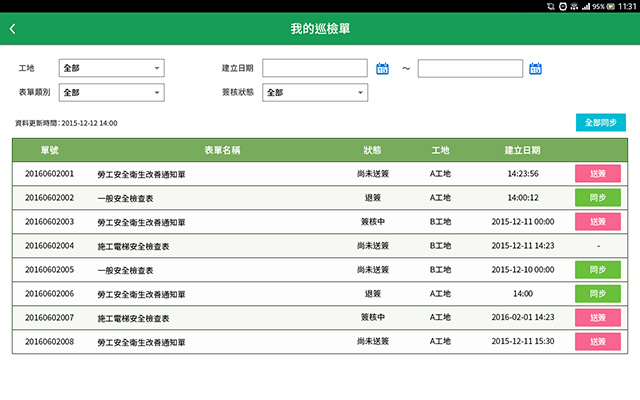 95% 11:31
我的巡檢單
工地 全部 建立日期 ～
表單類別 全部 簽核狀態 全部
資料更新時間：2015-12-12 14:00 全部同步
單號 表單名稱 狀態 工地 建立日期
20160602001 勞工安全衛生改善通知單 尚未送簽 A工地 14:23:56 送簽
20160602002 一般安全檢查表 退簽 A工地 14:00:12 同步
20160602003 勞工安全衛生改善通知單 簽核中 B工地 2015-12-11 00:00 送簽
20160602004 施工電梯安全檢查表 尚未送簽 B工地 2015-12-11 14:23 -
20160602005 一般安全檢查表 尚未送簽 B工地 2015-12-10 00:00 同步
20160602006 勞工安全衛生改善通知單 退簽 A工地 14:00 同步
20160602007 施工電梯安全檢查表 簽核中 A工地 2016-02-01 14:23 送簽
20160602008 勞工安全衛生改善通知單 尚未送簽 A工地 2015-12-11 15:30 送簽